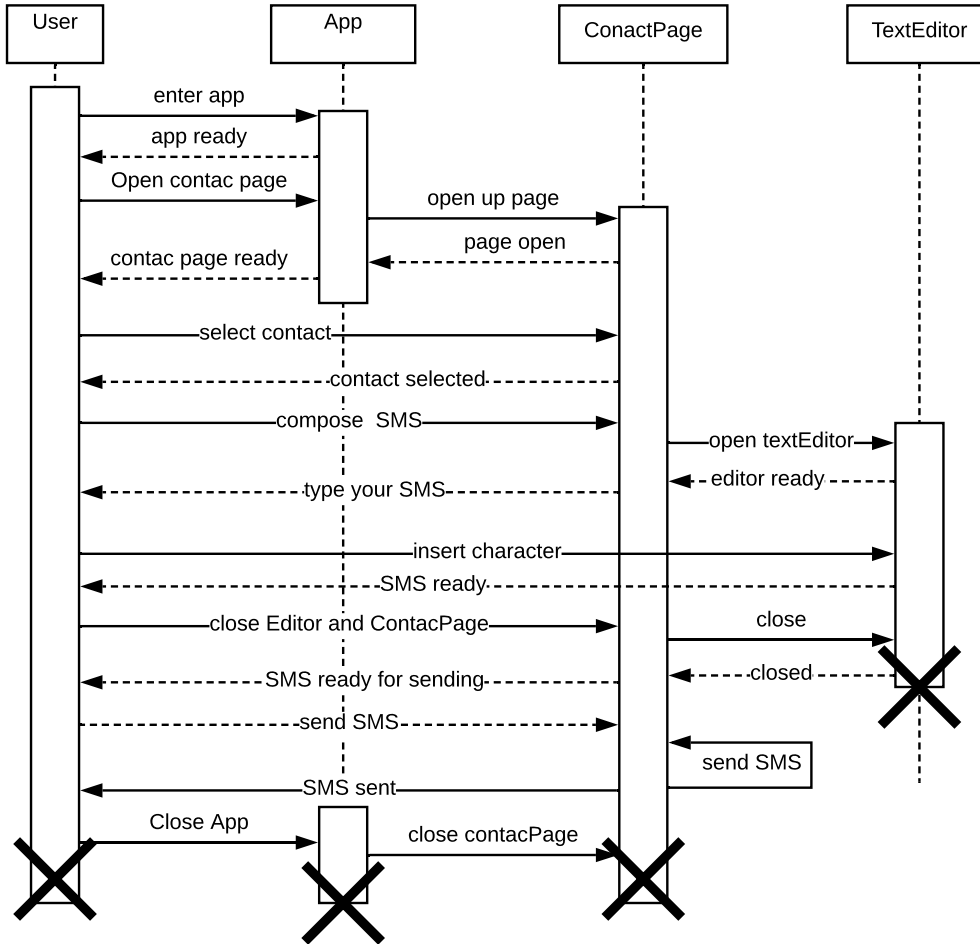 User
App
ConactPage
TextEditor
enter app
app ready
Open contac page
open up page
page open
contac page ready
select contact
contact selected
compose  SMS
open textEditor
editor ready
type your SMS
insert character
SMS ready
close Editor and ContacPage
close
closed
SMS ready for sending
send SMS
send SMS
SMS sent
Close App
close contacPage